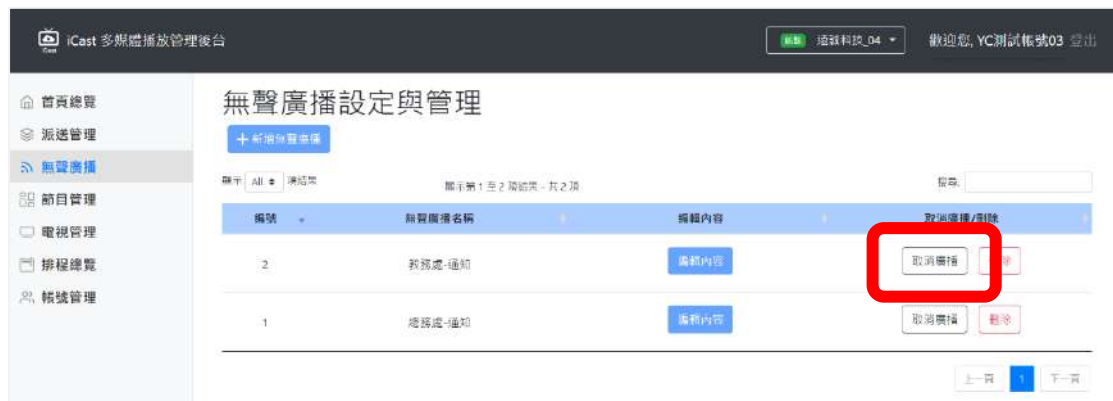 iCast 多媒體播放管理後台
Cast
歡迎您, YC測試帳號03 登出
首頁總覽
派送管理
無聲廣播
節目管理
電視管理
排程總覽
帳號管理
無聲廣播設定與管理
+ 新增無聲廣播
顯示 All 項結果
顯示第 1 至 2 項結果 - 共 2 項
搜尋:
編號 無聲廣播名稱 編輯內容 取消廣播/刪除
2 教務處-通知 編輯內容 取消廣播 除
1 總務處-通知 編輯內容 取消廣播 刪除
上一頁 1 下一頁